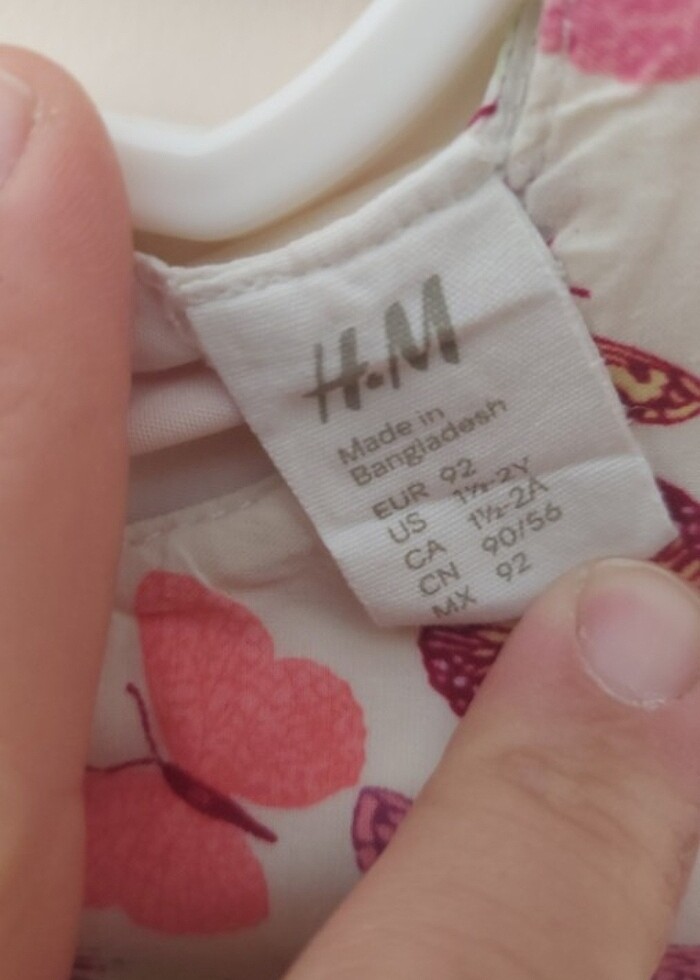 H&M
Made in
Bangladesh
EUR 92
US 1½-2Y
CA 1½-2A
CN 90/56
MX 92